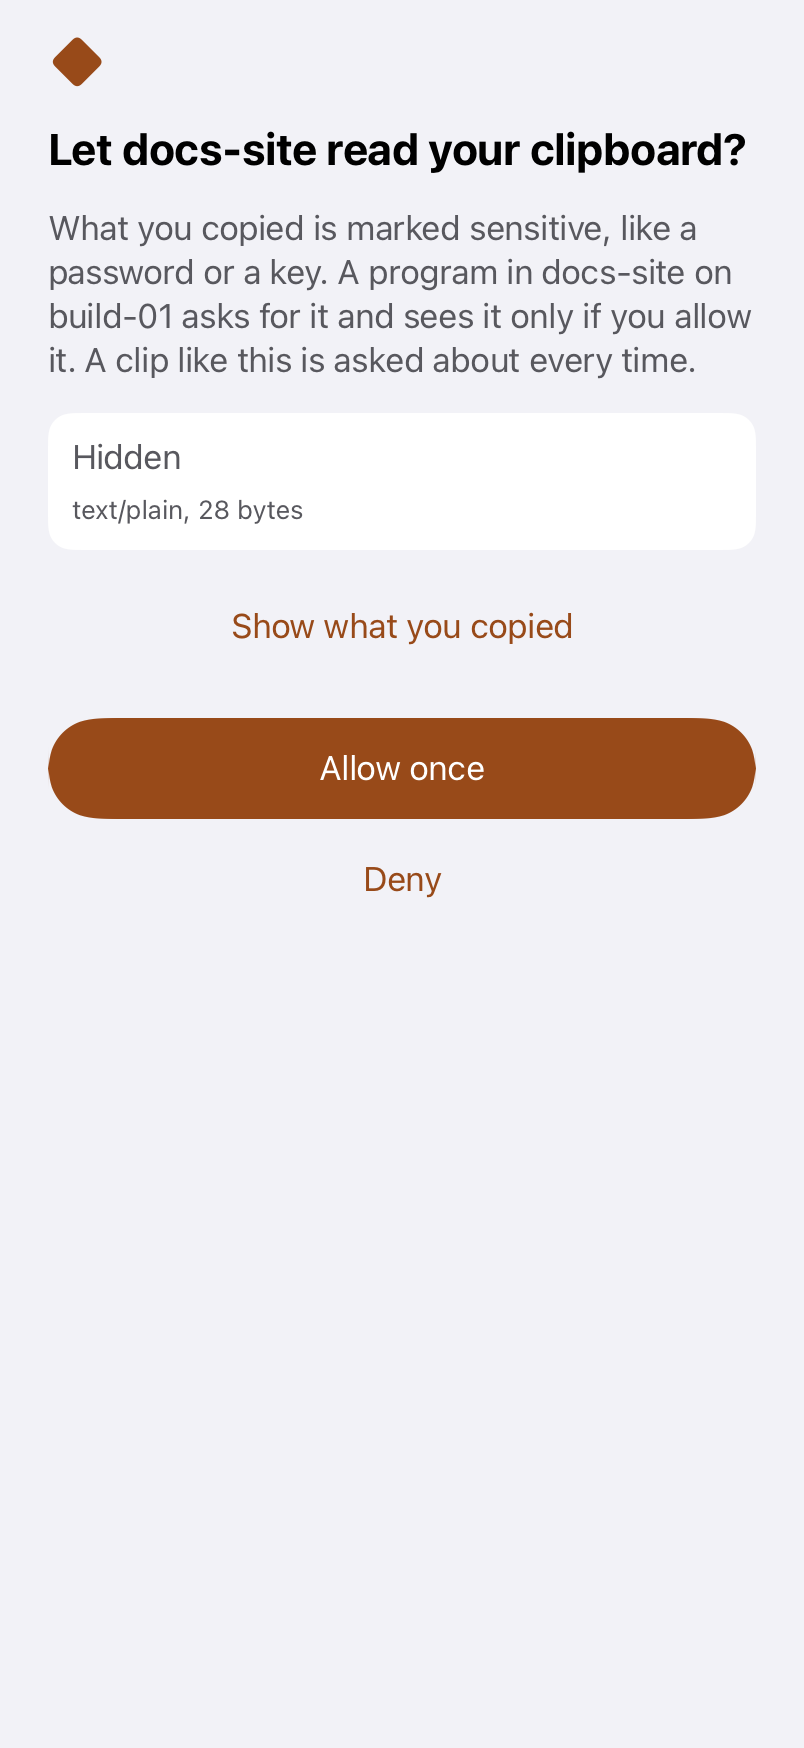 Let docs-site read your clipboard?
What you copied is marked sensitive, like a
password or a key. A program in docs-site on
build-01 asks for it and sees it only if you allow
it. A clip like this is asked about every time.
Hidden
text/plain, 28 bytes
Show what you copied
Allow once
Deny